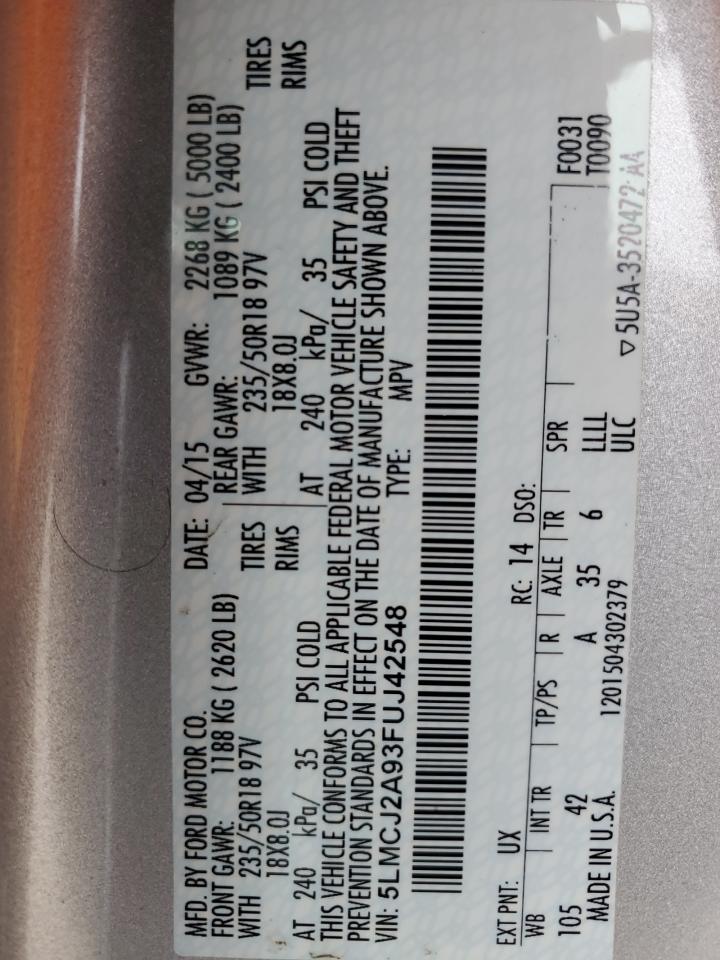 MFD. BY FORD MOTOR CO. DATE: 04/15 GVWR: 2268 KG ( 5000 LB)
FRONT GAWR: 1188 KG ( 2620 LB) REAR GAWR: 1089 KG ( 2400 LB)
WITH 235/50R18 97V TIRES WITH 235/50R18 97V TIRES
18X8.0J RIMS 18X8.0J RIMS
AT 240 kPa/ 35 PSI COLD AT 240 kPa/ 35 PSI COLD
THIS VEHICLE CONFORMS TO ALL APPLICABLE FEDERAL MOTOR VEHICLE SAFETY AND THEFT
PREVENTION STANDARDS IN EFFECT ON THE DATE OF MANUFACTURE SHOWN ABOVE.
VIN: 5LMCJ2A93FUJ42548 TYPE: MPV
EXT PNT: UX RC: 14 DSO:
WB INT TR TP/PS R AXLE TR SPR F0031
105 42 A 35 6 LLLL T0090
MADE IN U.S.A. 1201504302379 ULC
▽5U5A-3520472-AA